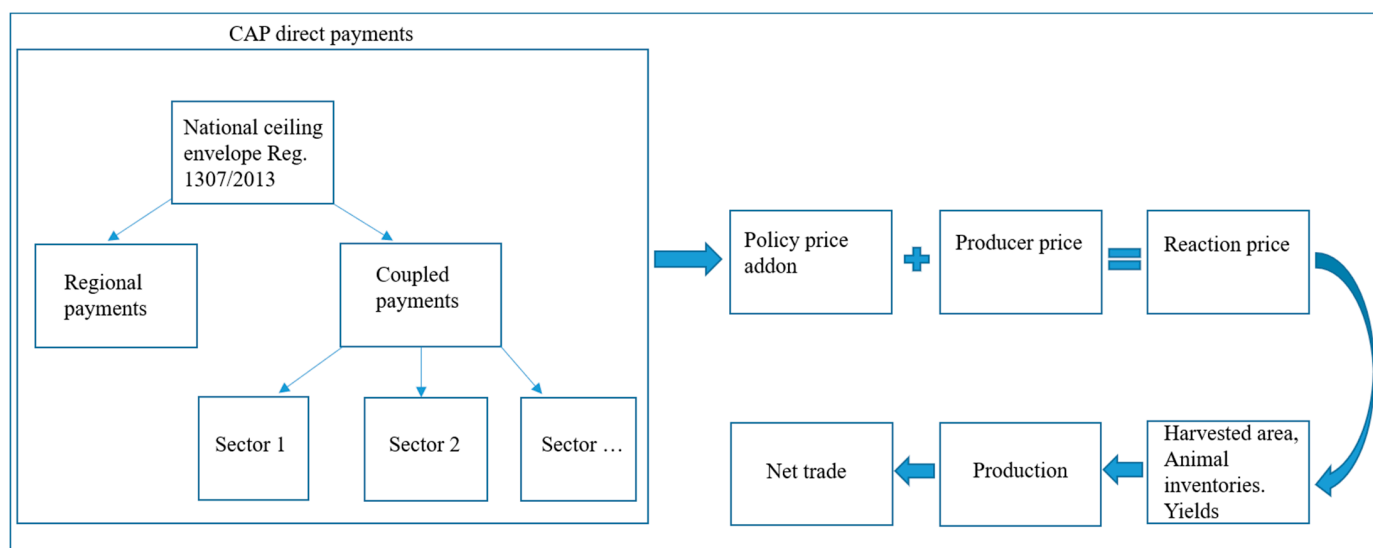 CAP direct payments
National ceiling
envelope Reg.
1307/2013
Regional
payments
Coupled
payments
Sector 1
Sector 2
Sector …
Policy price
addon
Producer price
Reaction price
Harvested area,
Animal
inventories.
Yields
Production
Net trade